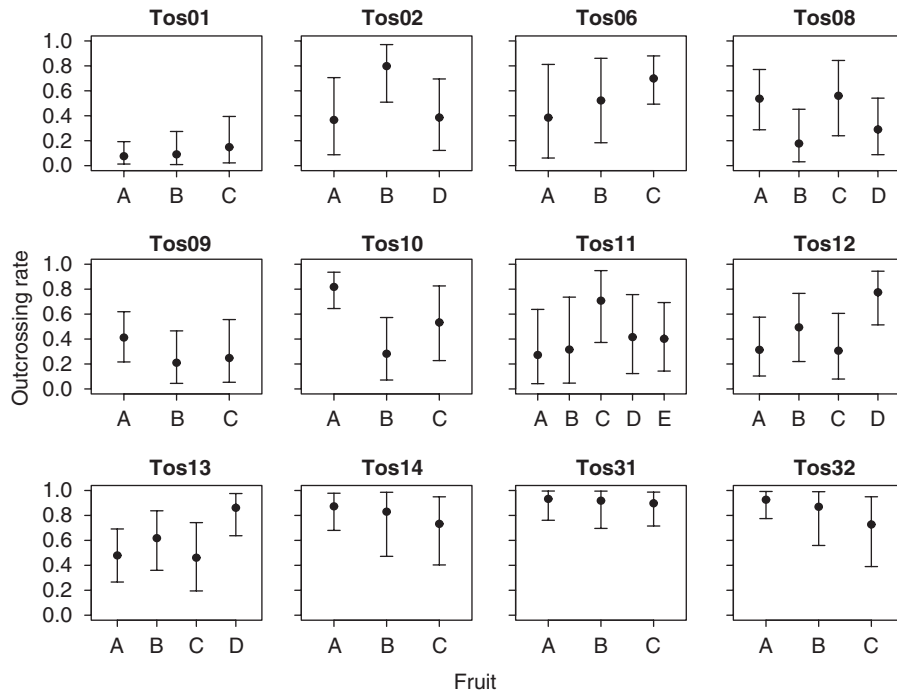 Tos01 Tos02 Tos06 Tos08
1.0
0.8
0.6
0.4
0.2
0.0
A B C A B D A B C A B C D
Outcrossing rate
Tos09 Tos10 Tos11 Tos12
1.0
0.8
0.6
0.4
0.2
0.0
A B C A B C A B C D E A B C D
Tos13 Tos14 Tos31 Tos32
1.0
0.8
0.6
0.4
0.2
0.0
A B C D A B C A B C A B C
Fruit